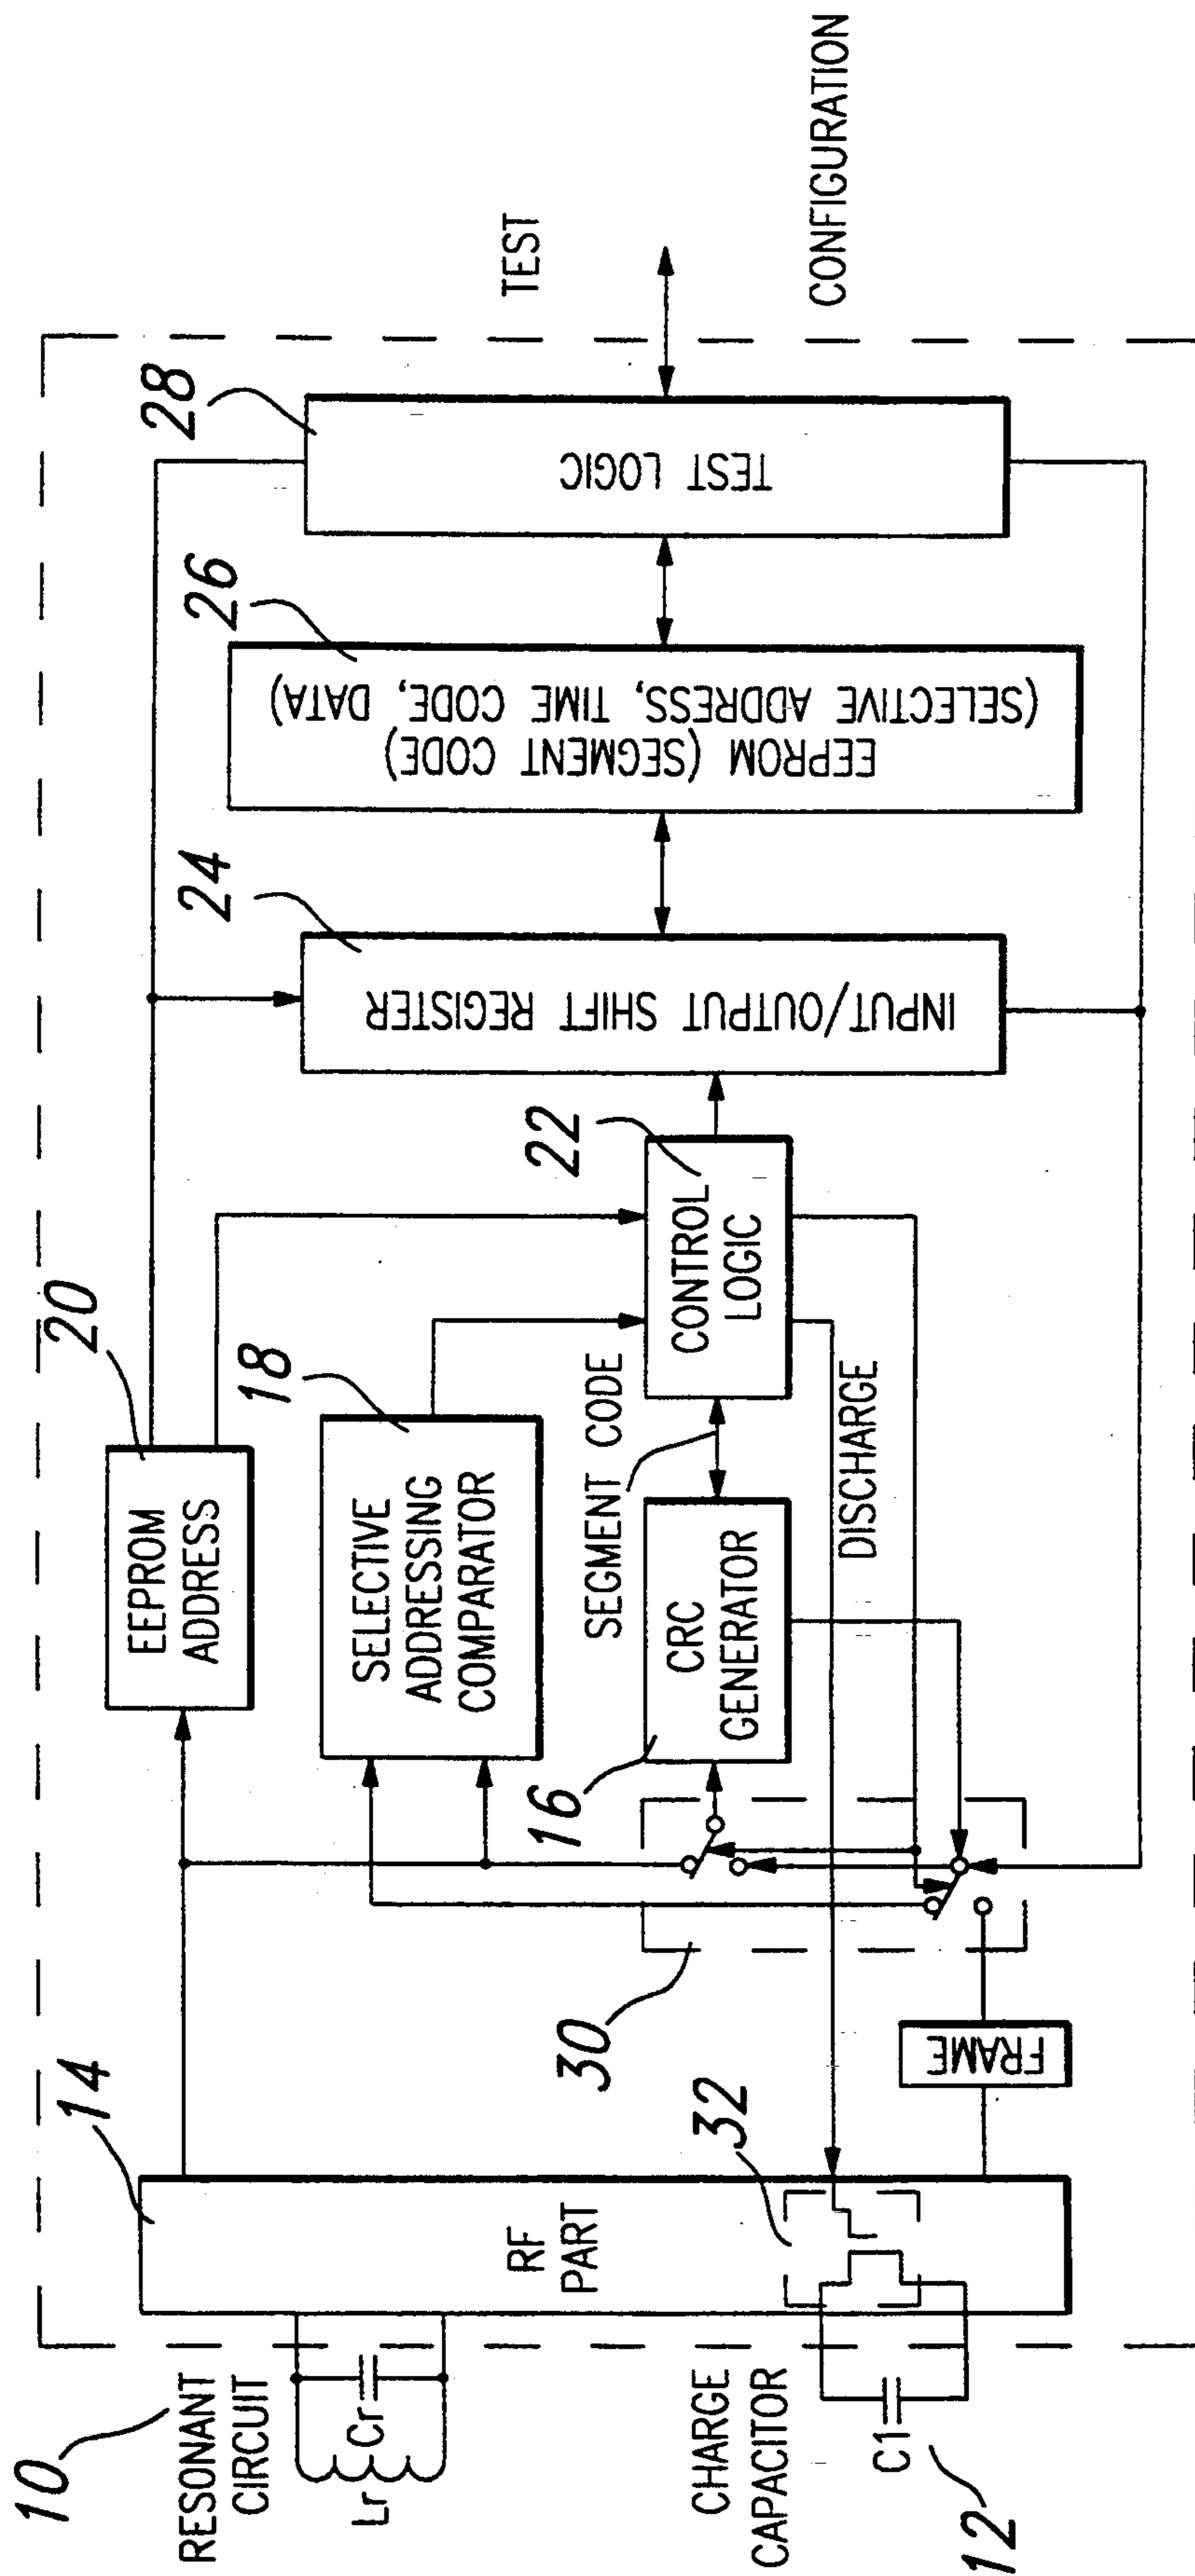 10
RESONANT
CIRCUIT
Lr
Cr
CHARGE
CAPACITOR
C1
12
14
RF
PART
32
FRAME
30
20
EEPROM
ADDRESS
18
SELECTIVE
ADDRESSING
COMPARATOR
16
CRC
GENERATOR
SEGMENT CODE
DISCHARGE
22
CONTROL
LOGIC
24
INPUT/OUTPUT SHIFT REGISTER
26
EEPROM (SEGMENT CODE)
(SELECTIVE ADDRESS, TIME CODE, DATA)
28
TEST LOGIC
TEST
CONFIGURATION